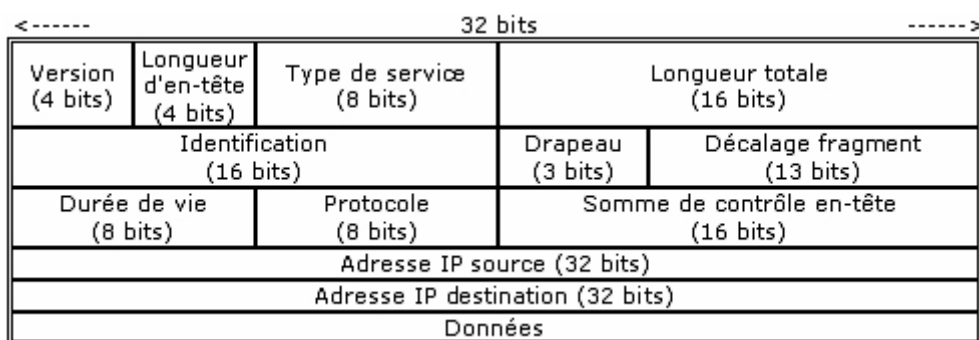 <------ 32 bits ------>
Version
(4 bits)
Longueur
d'en-tête
(4 bits)
Type de service
(8 bits)
Longueur totale
(16 bits)
Identification
(16 bits)
Drapeau
(3 bits)
Décalage fragment
(13 bits)
Durée de vie
(8 bits)
Protocole
(8 bits)
Somme de contrôle en-tête
(16 bits)
Adresse IP source (32 bits)
Adresse IP destination (32 bits)
Données